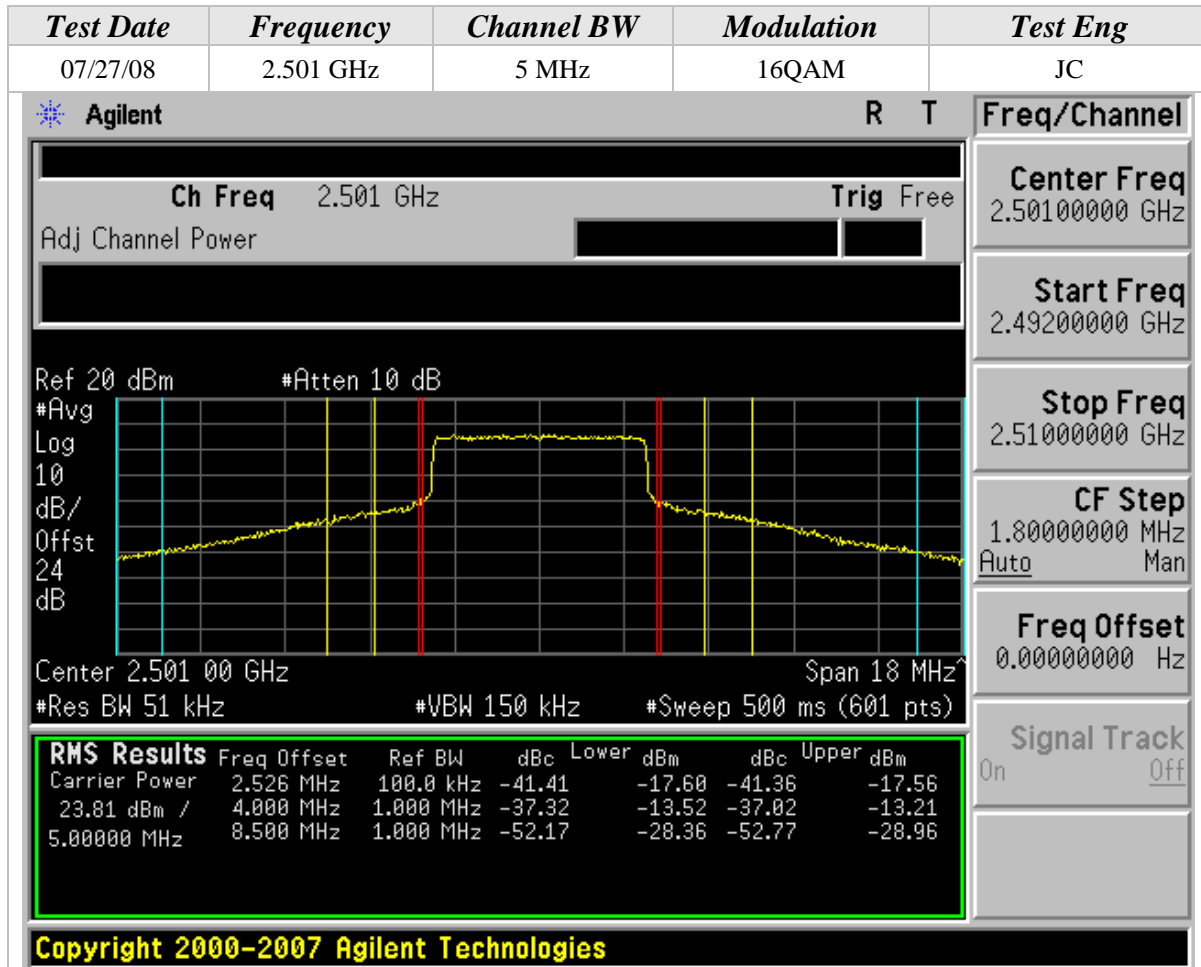 Test Date Frequency Channel BW Modulation Test Eng
07/27/08 2.501 GHz 5 MHz 16QAM JC
Agilent R T Freq/Channel
Ch Freq 2.501 GHz Trig Free
Adj Channel Power
Center Freq
2.50100000 GHz
Start Freq
2.49200000 GHz
Stop Freq
2.51000000 GHz
CF Step
1.80000000 MHz
Auto Man
Freq Offset
0.00000000 Hz
Signal Track
On Off
Ref 20 dBm #Atten 10 dB
#Avg
Log
10
dB/
Offst
24
dB
Center 2.501 00 GHz Span 18 MHz^
#Res BW 51 kHz #VBW 150 kHz #Sweep 500 ms (601 pts)
RMS Results Freq Offset Ref BW dBc Lower dBm dBc Upper dBm
Carrier Power 2.526 MHz 100.0 kHz -41.41 -17.60 -41.36 -17.56
23.81 dBm / 4.000 MHz 1.000 MHz -37.32 -13.52 -37.02 -13.21
5.00000 MHz 8.500 MHz 1.000 MHz -52.17 -28.36 -52.77 -28.96
Copyright 2000-2007 Agilent Technologies